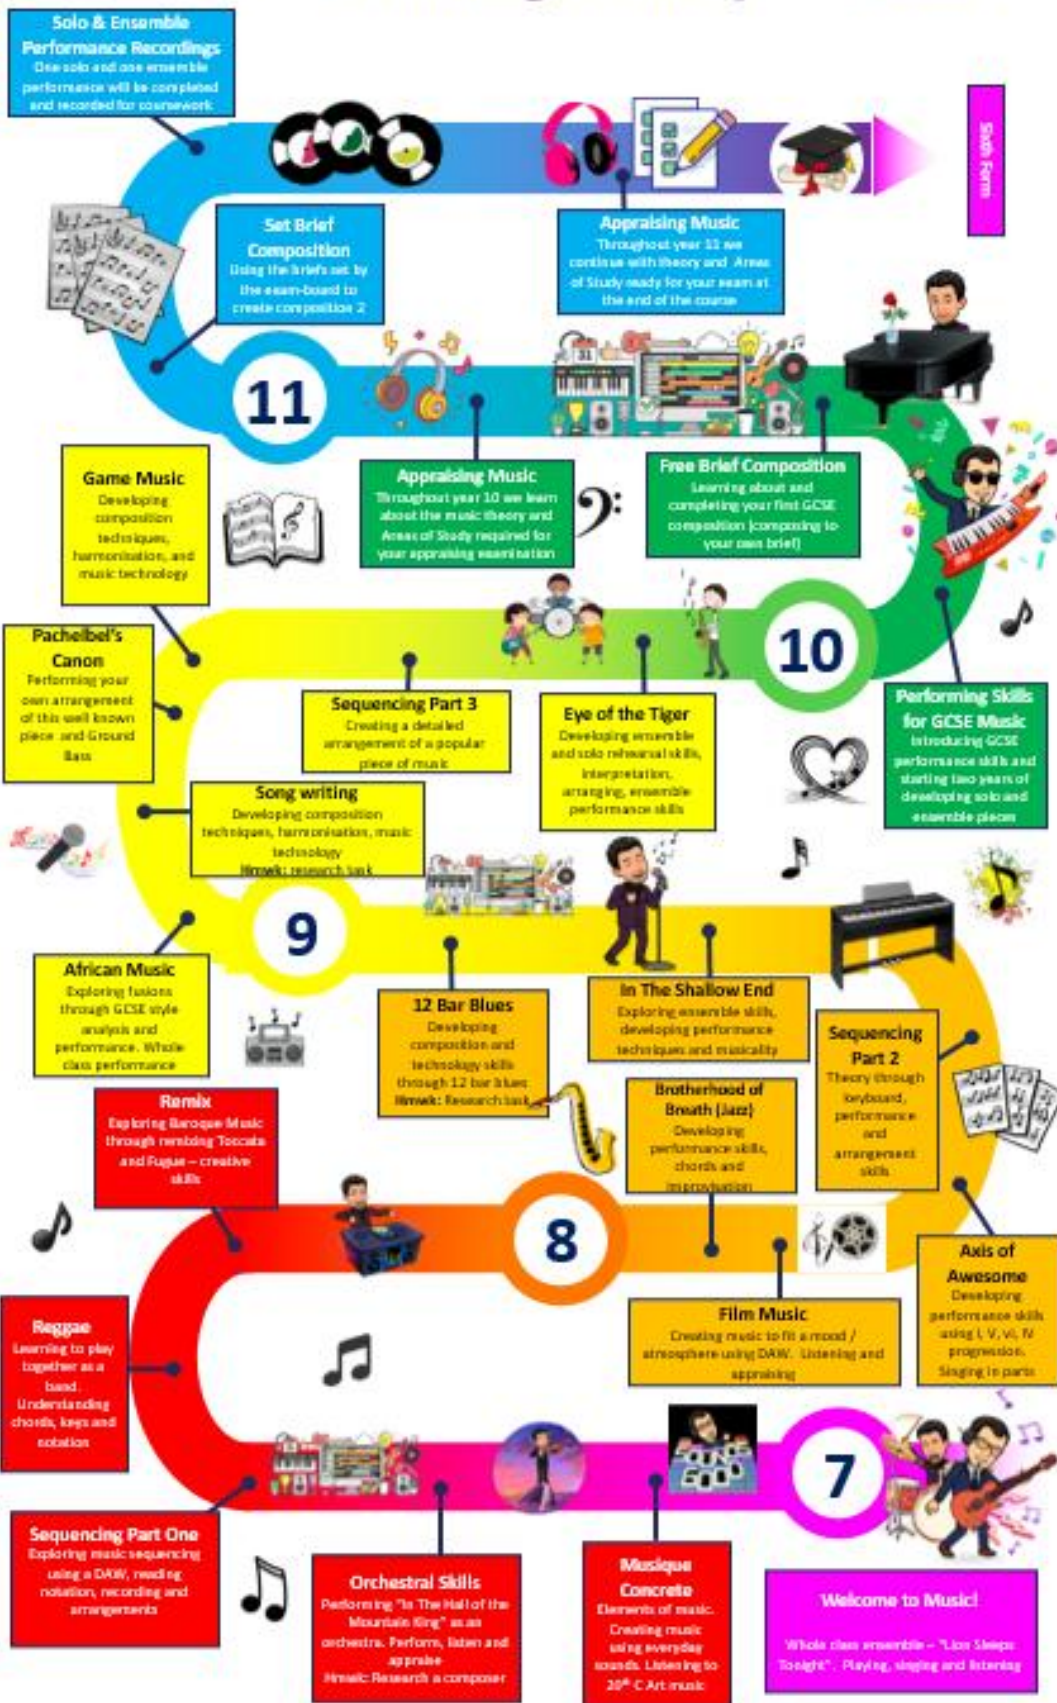 Solo & Ensemble
Performance Recordings
One solo and one ensemble
performance will be completed
and recorded for coursework
Sixth Form
Set Brief
Composition
Using the briefs set by
the exam-board to
create composition 2
Appraising Music
Throughout year 11 we
continue with theory and Areas
of Study ready for your exam at
the end of the course
11
Game Music
Developing
composition
techniques,
harmonisation, and
music technology
Appraising Music
Throughout year 10 we learn
about the music theory and
Areas of Study required for
your appraising examination
Free Brief Composition
Learning about and
completing your first GCSE
composition (composing to
your own brief)
Pachelbel's
Canon
Performing your
own arrangement
of this well known
piece and Ground
Bass
10
Sequencing Part 3
Creating a detailed
arrangement of a popular
piece of music
Eye of the Tiger
Developing ensemble
and solo rehearsal skills,
interpretation,
arranging, ensemble
performance skills
Performing Skills
for GCSE Music
Introducing GCSE
performance skills and
starting two years of
developing solo and
ensemble pieces
Song writing
Developing composition
techniques, harmonisation, music
technology
Hmwk: research task
9
African Music
Exploring fusions
through GCSE style
analysis and
performance. Whole
class performance
12 Bar Blues
Developing
composition and
technology skills
through 12 bar blues
Hmwk: Research task
In The Shallow End
Exploring ensemble skills,
developing performance
techniques and musicality
Sequencing
Part 2
Theory through
keyboard,
performance
and
arrangement
skills
Brotherhood of
Breath (Jazz)
Developing
performance skills,
chords and
improvisation
Remix
Exploring Baroque Music
through remixing Toccata
and Fugue – creative
skills
8
Axis of
Awesome
Developing
performance skills
using I, V, vi, IV
progression.
Singing in parts
Film Music
Creating music to fit a mood /
atmosphere using DAW. Listening and
appraising
Reggae
Learning to play
together as a
band.
Understanding
chords, keys and
notation
7
Sequencing Part One
Exploring music sequencing
using a DAW, reading
notation, recording and
arrangements
Orchestral Skills
Performing "In The Hall of the
Mountain King" as an
orchestra. Perform, listen and
appraise
Hmwk: Research a composer
Musique
Concrete
Elements of music.
Creating music
using everyday
sounds. Listening to
20th C Art music
Welcome to Music!
Whole class ensemble – "Lion Sleeps
Tonight". Playing, singing and listening